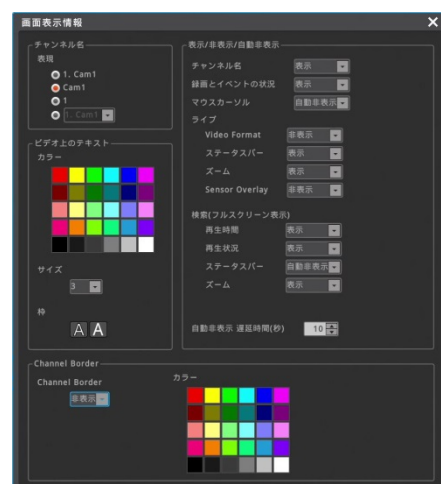 画面表示情報
チャンネル名
表現
1. Cam1
Cam1
1
1. Cam1
ビデオ上のテキスト
カラー
サイズ
3
枠
A A
表示/非表示/自動非表示
チャンネル名 表示
録画とイベントの状況 表示
マウスカーソル 自動非表示
ライブ
Video Format 非表示
ステータスバー 表示
ズーム 表示
Sensor Overlay 非表示
検索(フルスクリーン表示)
再生時間 表示
再生状況 表示
ステータスバー 自動非表示
ズーム 表示
自動非表示 遅延時間(秒) 10
Channel Border
Channel Border
非表示
カラー